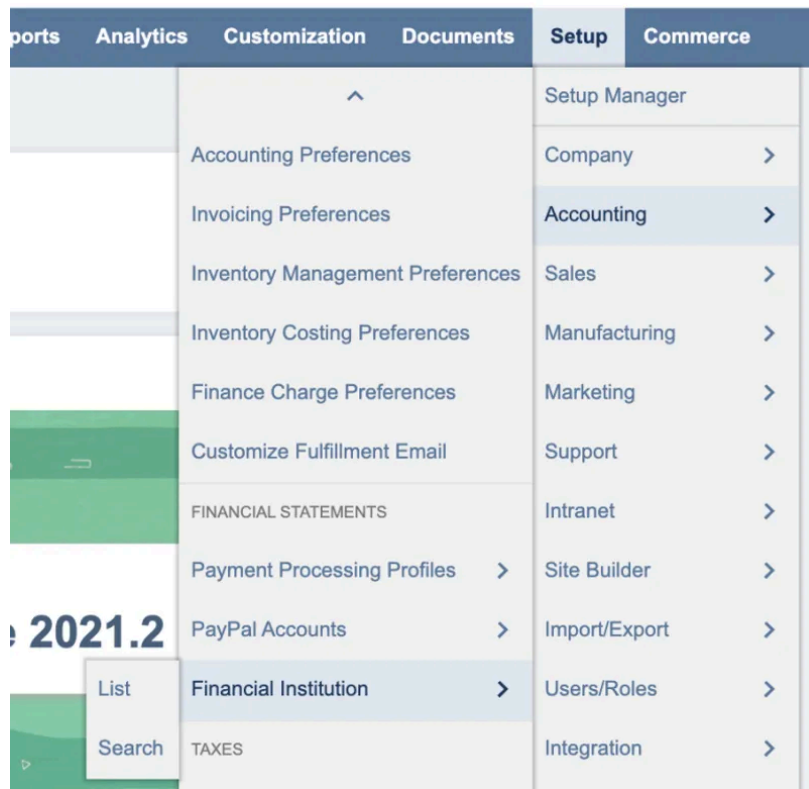 ports Analytics Customization Documents Setup Commerce
Setup Manager
Accounting Preferences
Company
Invoicing Preferences
Accounting
Inventory Management Preferences
Sales
Inventory Costing Preferences
Manufacturing
Finance Charge Preferences
Marketing
Customize Fulfillment Email
Support
FINANCIAL STATEMENTS
Intranet
Payment Processing Profiles
Site Builder
e 2021.2
PayPal Accounts
Import/Export
List
Financial Institution
Users/Roles
Search
TAXES
Integration